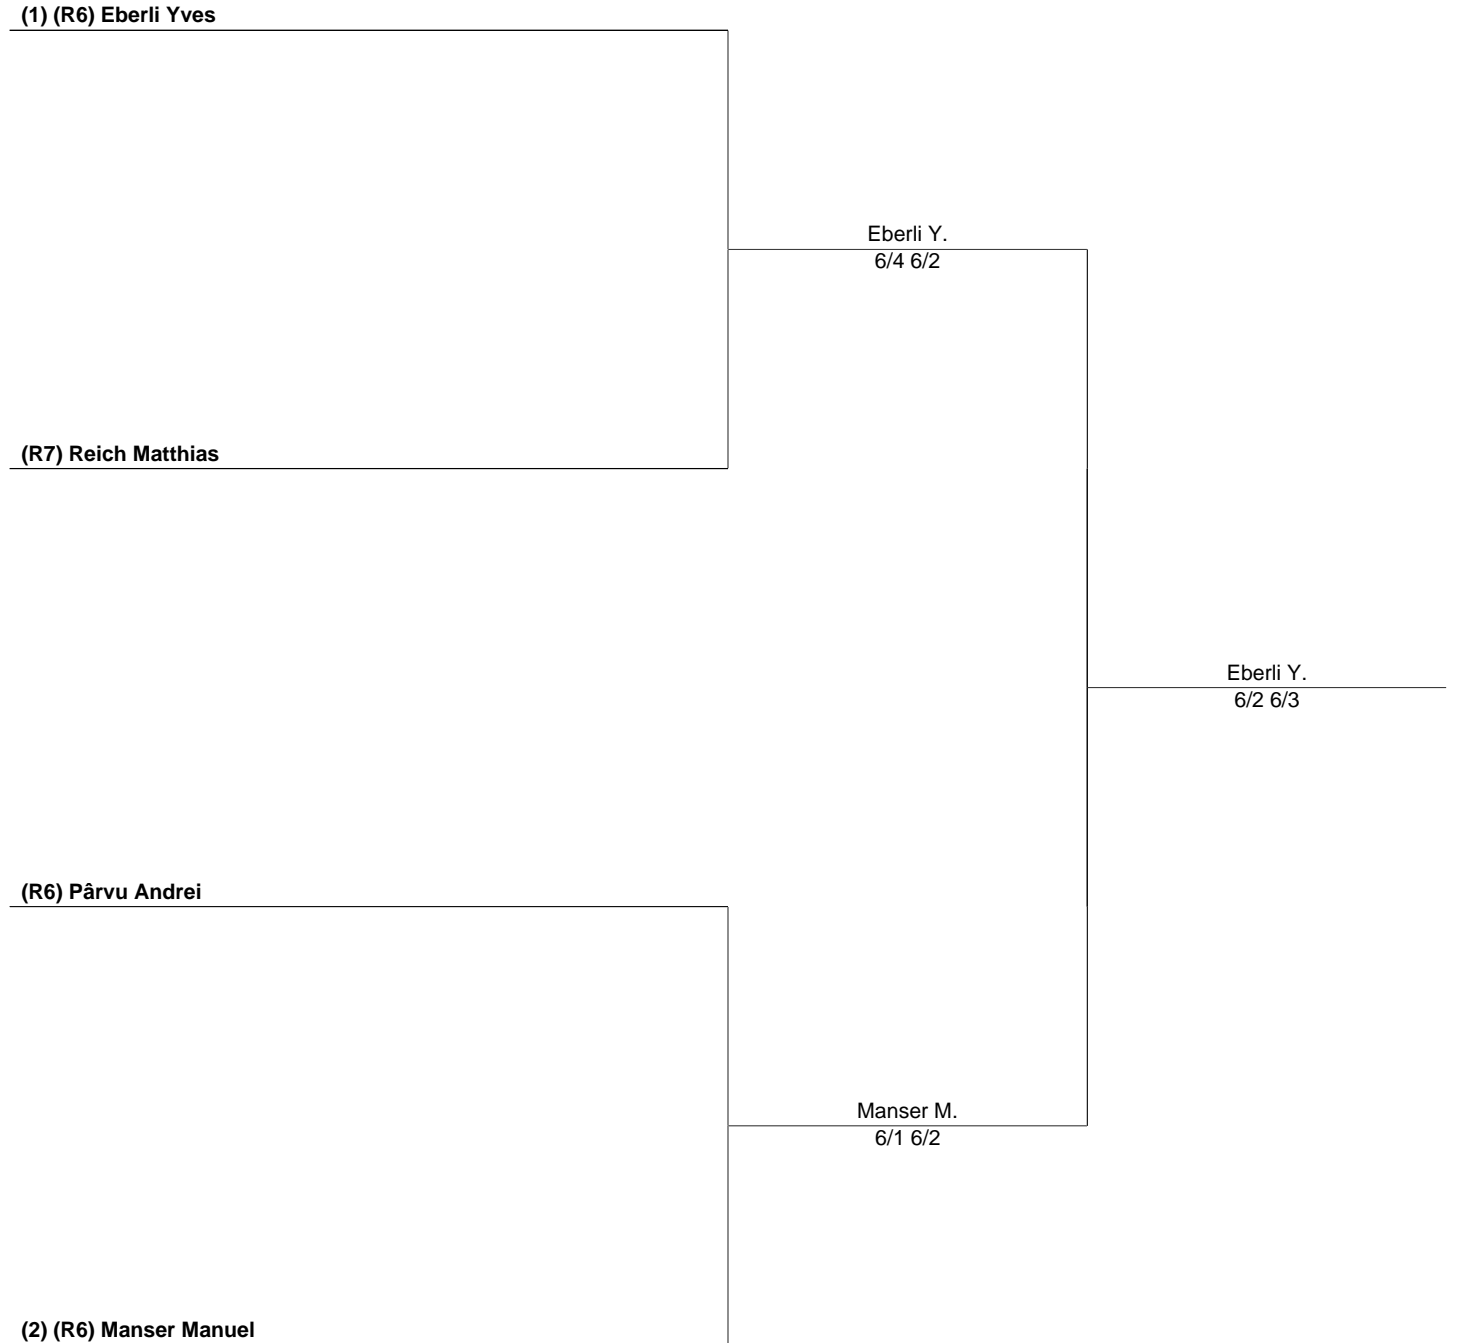 (1) (R6) Eberli Yves
Eberli Y.
6/4 6/2
(R7) Reich Matthias
Eberli Y.
6/2 6/3
(R6) Pârvu Andrei
Manser M.
6/1 6/2
(2) (R6) Manser Manuel